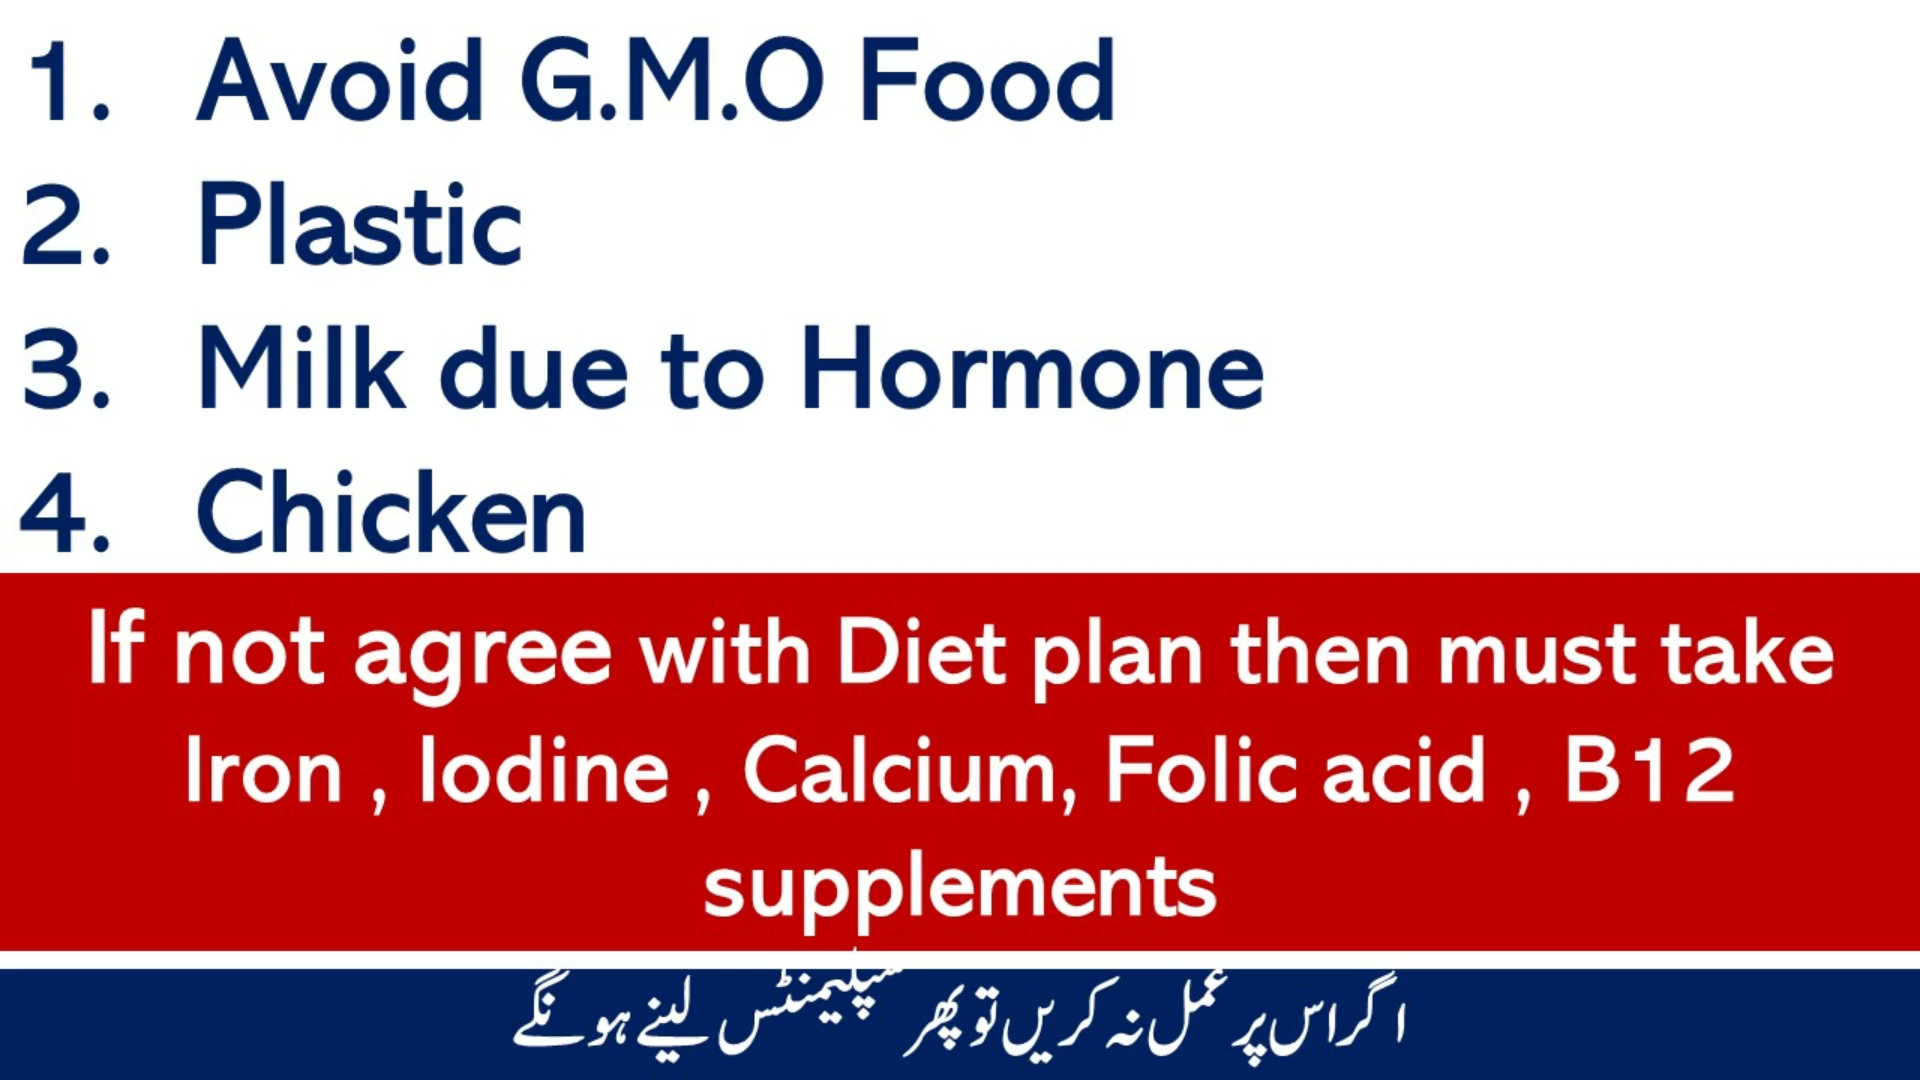 1. Avoid G.M.O Food
2. Plastic
3. Milk due to Hormone
4. Chicken
If not agree with Diet plan then must take
Iron , Iodine , Calcium, Folic acid , B12
supplements
اگر اس پر عمل نہ کریں تو پھر سپلیمنٹس لینے ہونگے